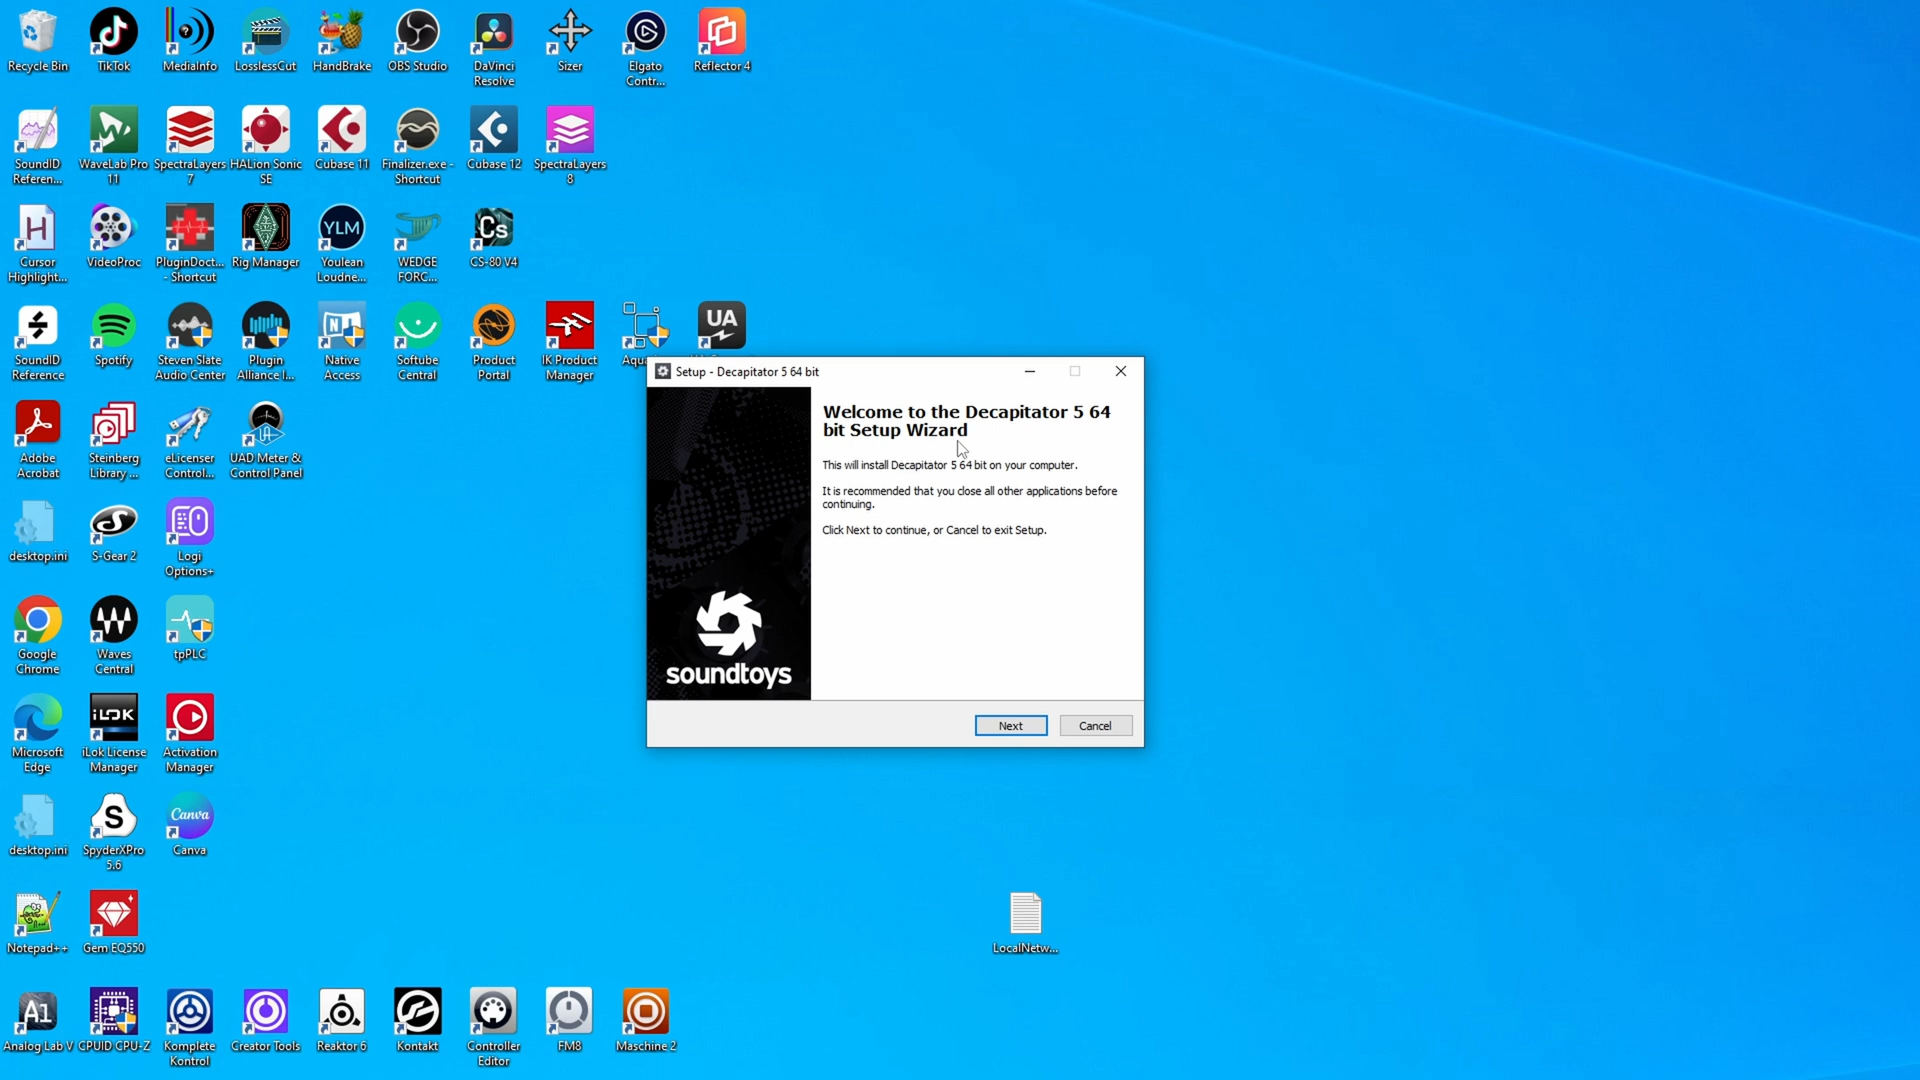 Recycle Bin
TikTok
MediaInfo
LosslessCut
HandBrake
OBS Studio
DaVinci
Resolve
Sizer
Elgato
Contr...
Reflector 4
SoundID
Referen...
WaveLab Pro
11
SpectraLayers
7
HALion Sonic
SE
Cubase 11
Finalizer.exe -
Shortcut
Cubase 12
SpectraLayers
8
H
Cursor
Highlight...
VideoProc
PluginDoct...
- Shortcut
Rig Manager
YLM
Youlean
Loudne...
WEDGE
FORC...
Cs
CS-80 V4
SoundID
Reference
Spotify
Steven Slate
Audio Center
Plugin
Alliance I...
Native
Access
Softube
Central
Product
Portal
IK Product
Manager
UA
Setup - Decapitator 5 64 bit
Welcome to the Decapitator 5 64
bit Setup Wizard
This will install Decapitator 5 64 bit on your computer.
It is recommended that you close all other applications before
continuing.
Click Next to continue, or Cancel to exit Setup.
soundtoys
Next
Cancel
Adobe
Acrobat
Steinberg
Library ...
eLicenser
Control...
UAD Meter &
Control Panel
desktop.ini
S-Gear 2
Logi
Options+
Google
Chrome
Waves
Central
tpPLC
Microsoft
Edge
iLOK
iLok License
Manager
Activation
Manager
desktop.ini
S
SpyderXPro
5.6
Canva
Canva
Notepad++
Gem EQ550
LocalNetw...
Analog Lab V
CPUID CPU-Z
Komplete
Kontrol
Creator Tools
Reaktor 6
Kontakt
Controller
Editor
FM8
Maschine 2